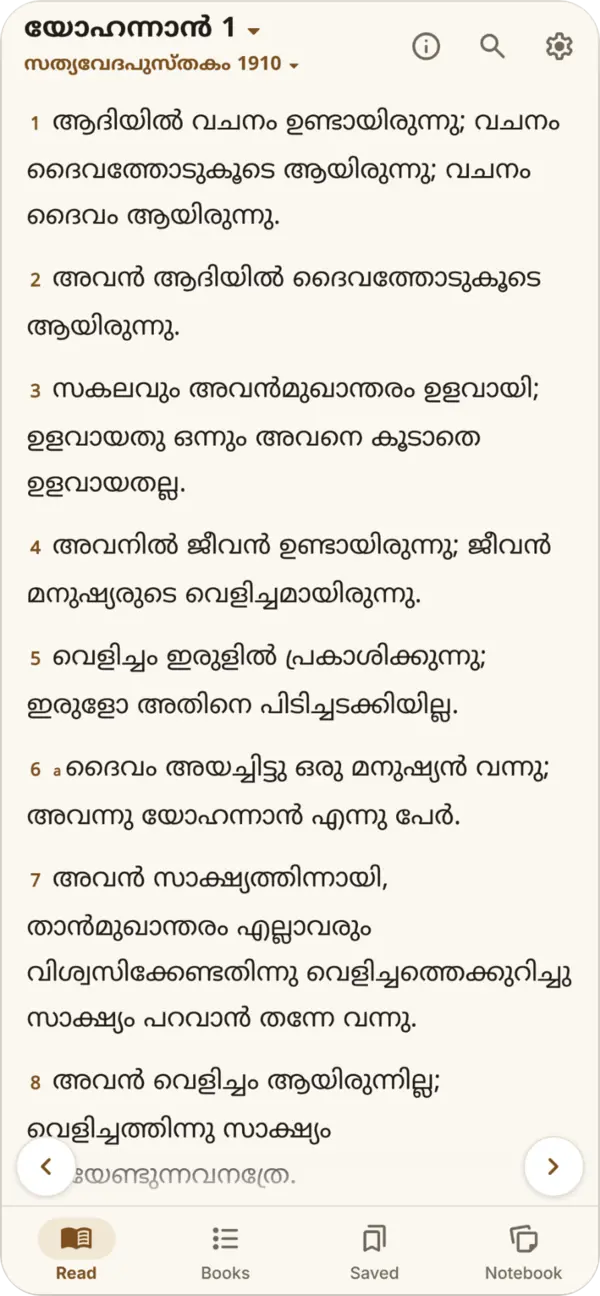 യോഹന്നാൻ 1
സത്യവേദപുസ്തകം 1910
1 ആദിയിൽ വചനം ഉണ്ടായിരുന്നു; വചനം
ദൈവത്തോടുകൂടെ ആയിരുന്നു; വചനം
ദൈവം ആയിരുന്നു.
2 അവൻ ആദിയിൽ ദൈവത്തോടുകൂടെ
ആയിരുന്നു.
3 സകലവും അവൻമുഖാന്തരം ഉളവായി;
ഉളവായതു ഒന്നും അവനെ കൂടാതെ
ഉളവായതല്ല.
4 അവനിൽ ജീവൻ ഉണ്ടായിരുന്നു; ജീവൻ
മനുഷ്യരുടെ വെളിച്ചമായിരുന്നു.
5 വെളിച്ചം ഇരുളിൽ പ്രകാശിക്കുന്നു;
ഇരുളോ അതിനെ പിടിച്ചടക്കിയില്ല.
6 a ദൈവം അയച്ചിട്ടു ഒരു മനുഷ്യൻ വന്നു;
അവന്നു യോഹന്നാൻ എന്നു പേർ.
7 അവൻ സാക്ഷ്യത്തിന്നായി,
താൻമുഖാന്തരം എല്ലാവരും
വിശ്വസിക്കേണ്ടതിന്നു വെളിച്ചത്തെക്കുറിച്ചു
സാക്ഷ്യം പറവാൻ തന്നേ വന്നു.
8 അവൻ വെളിച്ചം ആയിരുന്നില്ല;
വെളിച്ചത്തിന്നു സാക്ഷ്യം
Read Books Saved Notebook